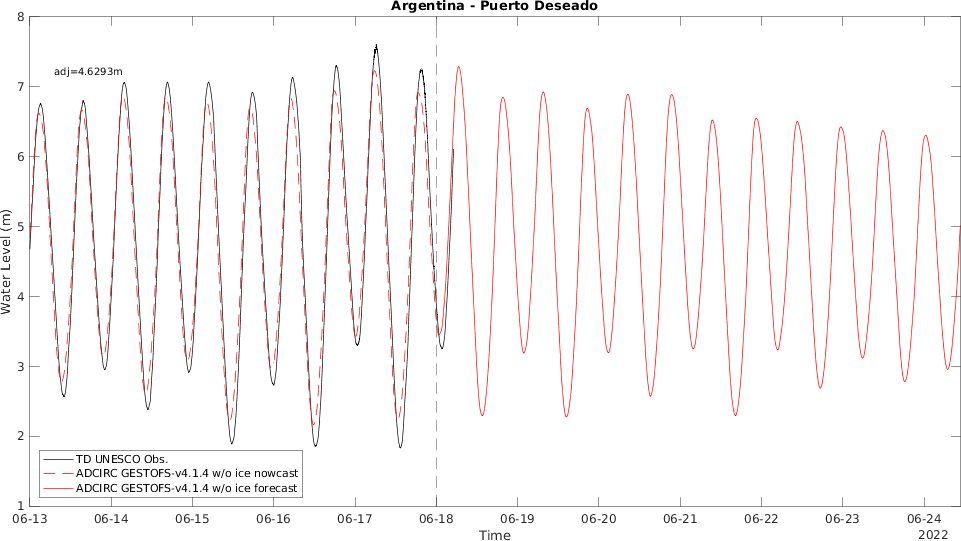 Argentina - Puerto Deseado
8
7
6
5
4
3
2
1
Water Level (m)
adj=4.6293m
TD UNESCO Obs.
ADCIRC GESTOFS-v4.1.4 w/o ice nowcast
ADCIRC GESTOFS-v4.1.4 w/o ice forecast
06-13 06-14 06-15 06-16 06-17 06-18 06-19 06-20 06-21 06-22 06-23 06-24
Time
2022